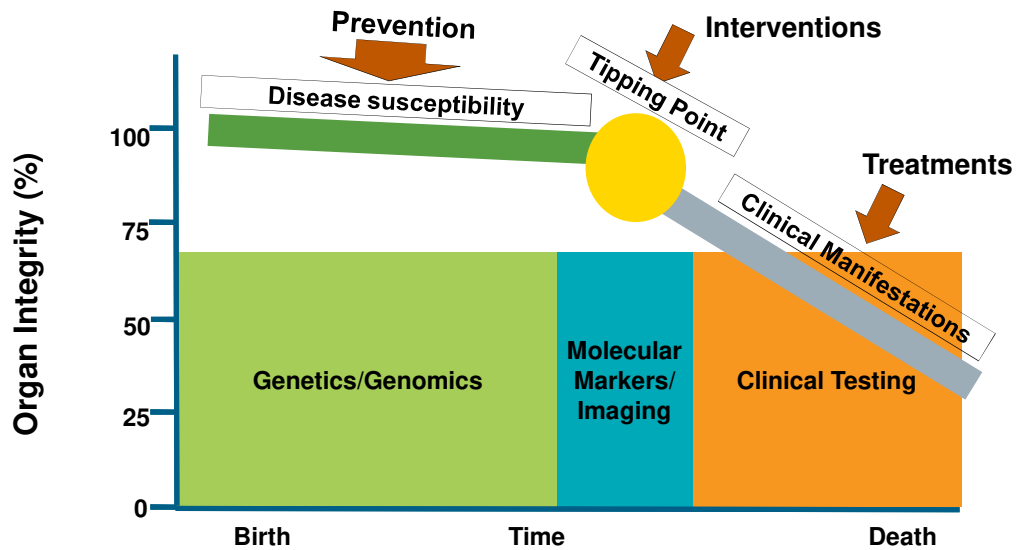 Prevention
Interventions
Disease susceptibility
Tipping Point
Treatments
Clinical Manifestations
Organ Integrity (%)
100
75
50
25
0
Genetics/Genomics
Molecular
Markers/
Imaging
Clinical Testing
Birth
Time
Death